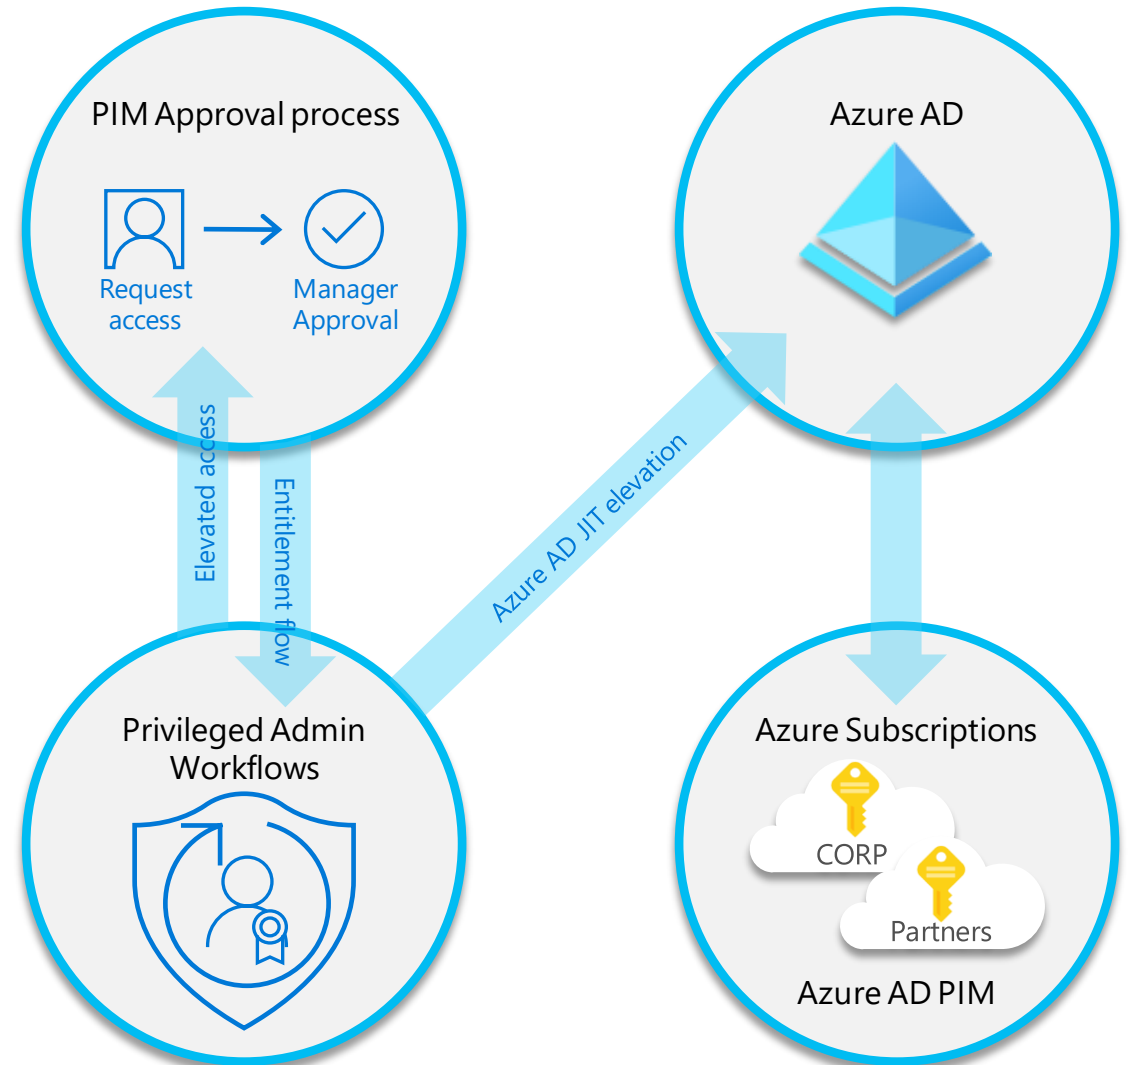 PIM Approval process
Request
access
Manager
Approval
Azure AD
Elevated access
Entitlement flow
Azure AD JIT elevation
Privileged Admin
Workflows
Azure Subscriptions
CORP
Partners
Azure AD PIM